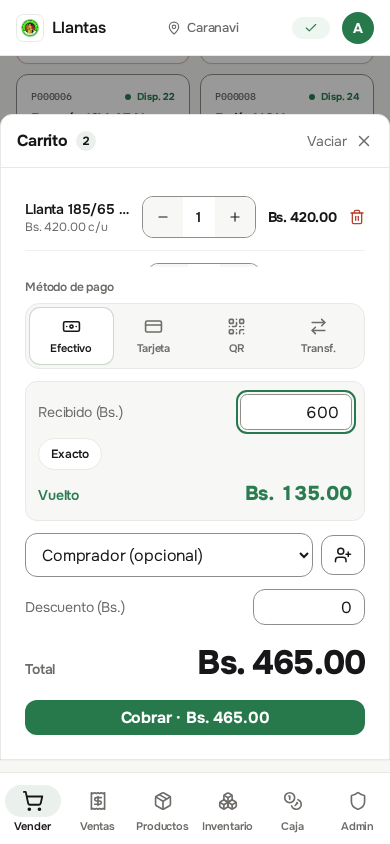 Llantas
Caranavi
A
P000006
Disp. 22
P000008
Disp. 24
Carrito 2
Vaciar
Llanta 185/65 ...
Bs. 420.00 c/u
− 1 +
Bs. 420.00
Método de pago
Efectivo
Tarjeta
QR
Transf.
Recibido (Bs.)
600
Exacto
Vuelto
Bs. 135.00
Comprador (opcional)
Descuento (Bs.)
0
Total
Bs. 465.00
Cobrar · Bs. 465.00
Vender
Ventas
Productos
Inventario
Caja
Admin